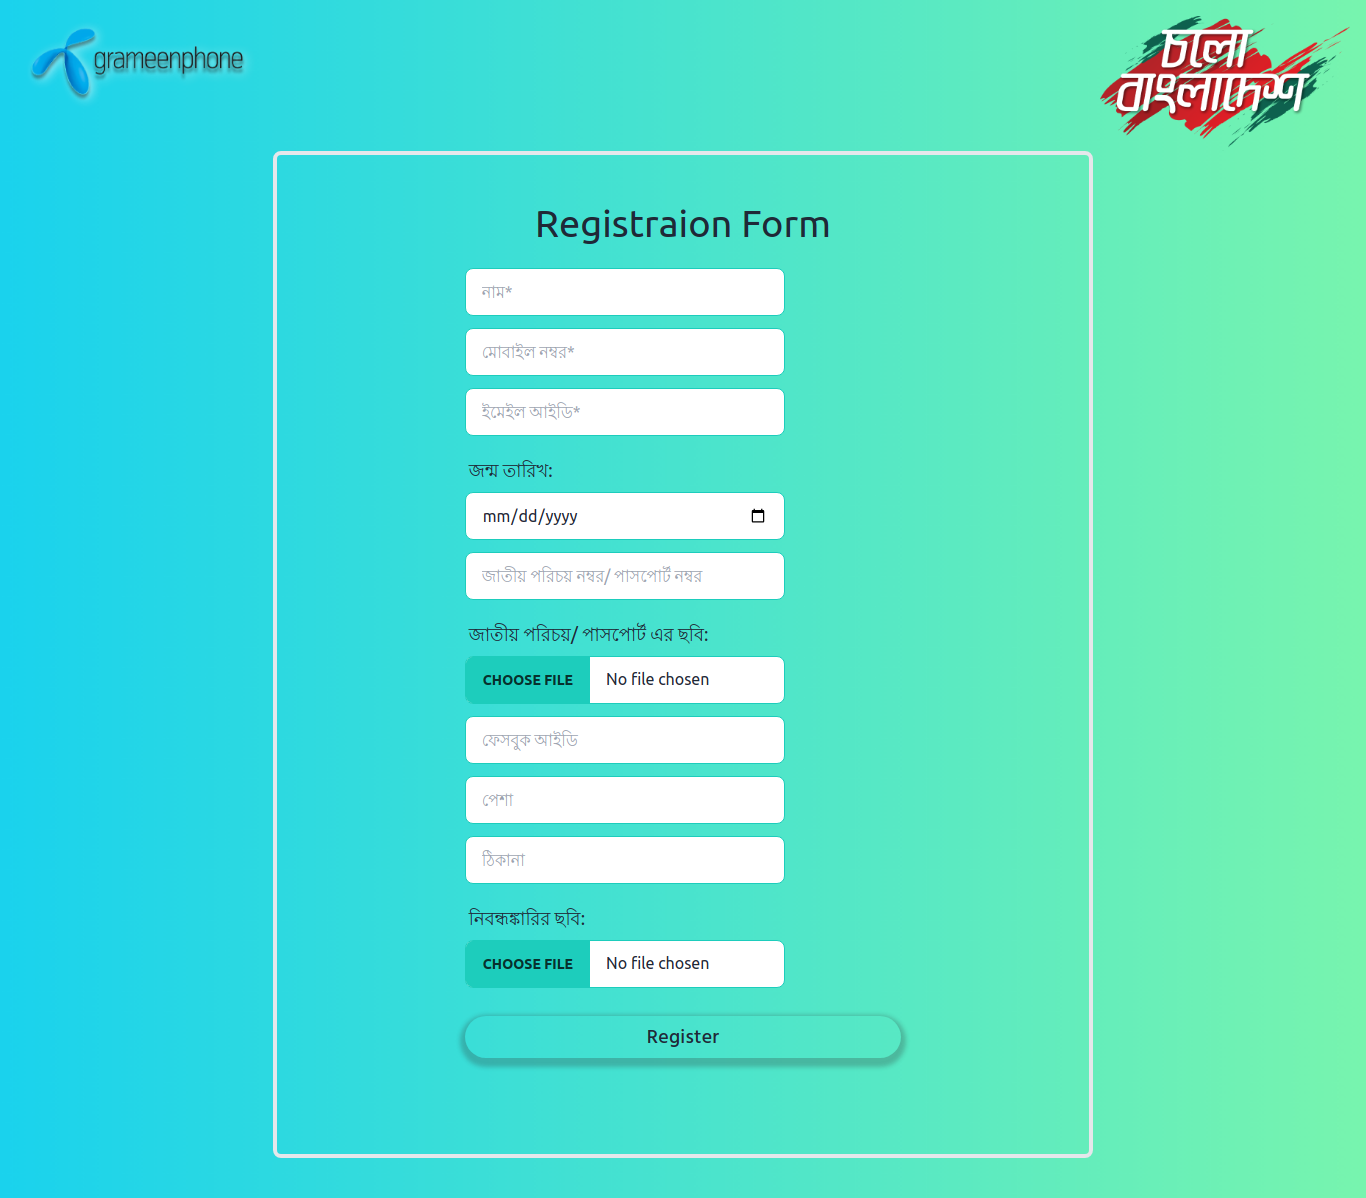 grameenphone
চলো
বাংলাদেশ
Registraion Form
নাম*
মোবাইল নম্বর*
ইমেইল আইডি*
জন্ম তারিখ:
mm/dd/yyyy
জাতীয় পরিচয় নম্বর/ পাসপোর্ট নম্বর
জাতীয় পরিচয়/ পাসপোর্ট এর ছবি:
CHOOSE FILE No file chosen
ফেসবুক আইডি
পেশা
ঠিকানা
নিবন্ধঙ্কারির ছবি:
CHOOSE FILE No file chosen
Register